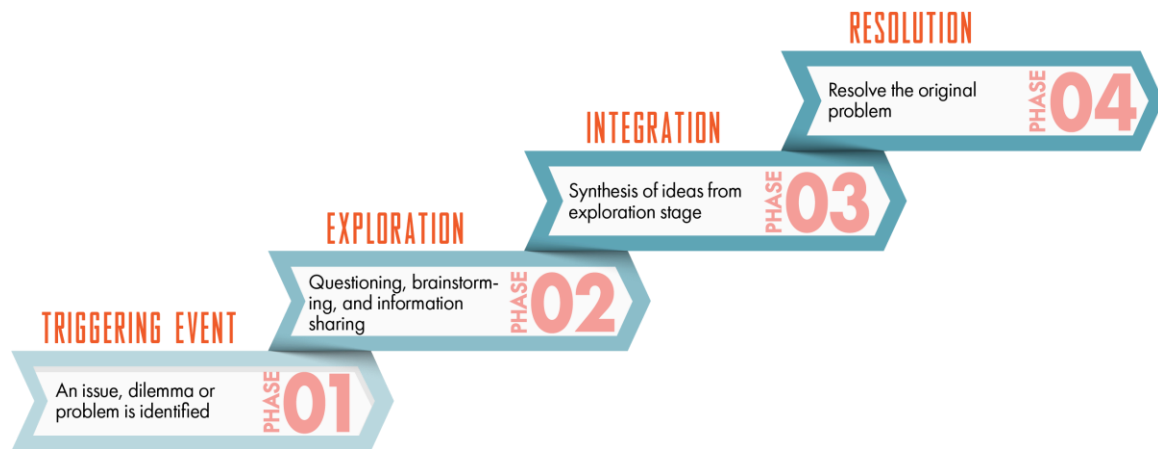 TRIGGERING EVENT
An issue, dilemma or
problem is identified
PHASE
01
EXPLORATION
Questioning, brainstorm-
ing, and information
sharing
PHASE
02
INTEGRATION
Synthesis of ideas from
exploration stage
PHASE
03
RESOLUTION
Resolve the original
problem
PHASE
04